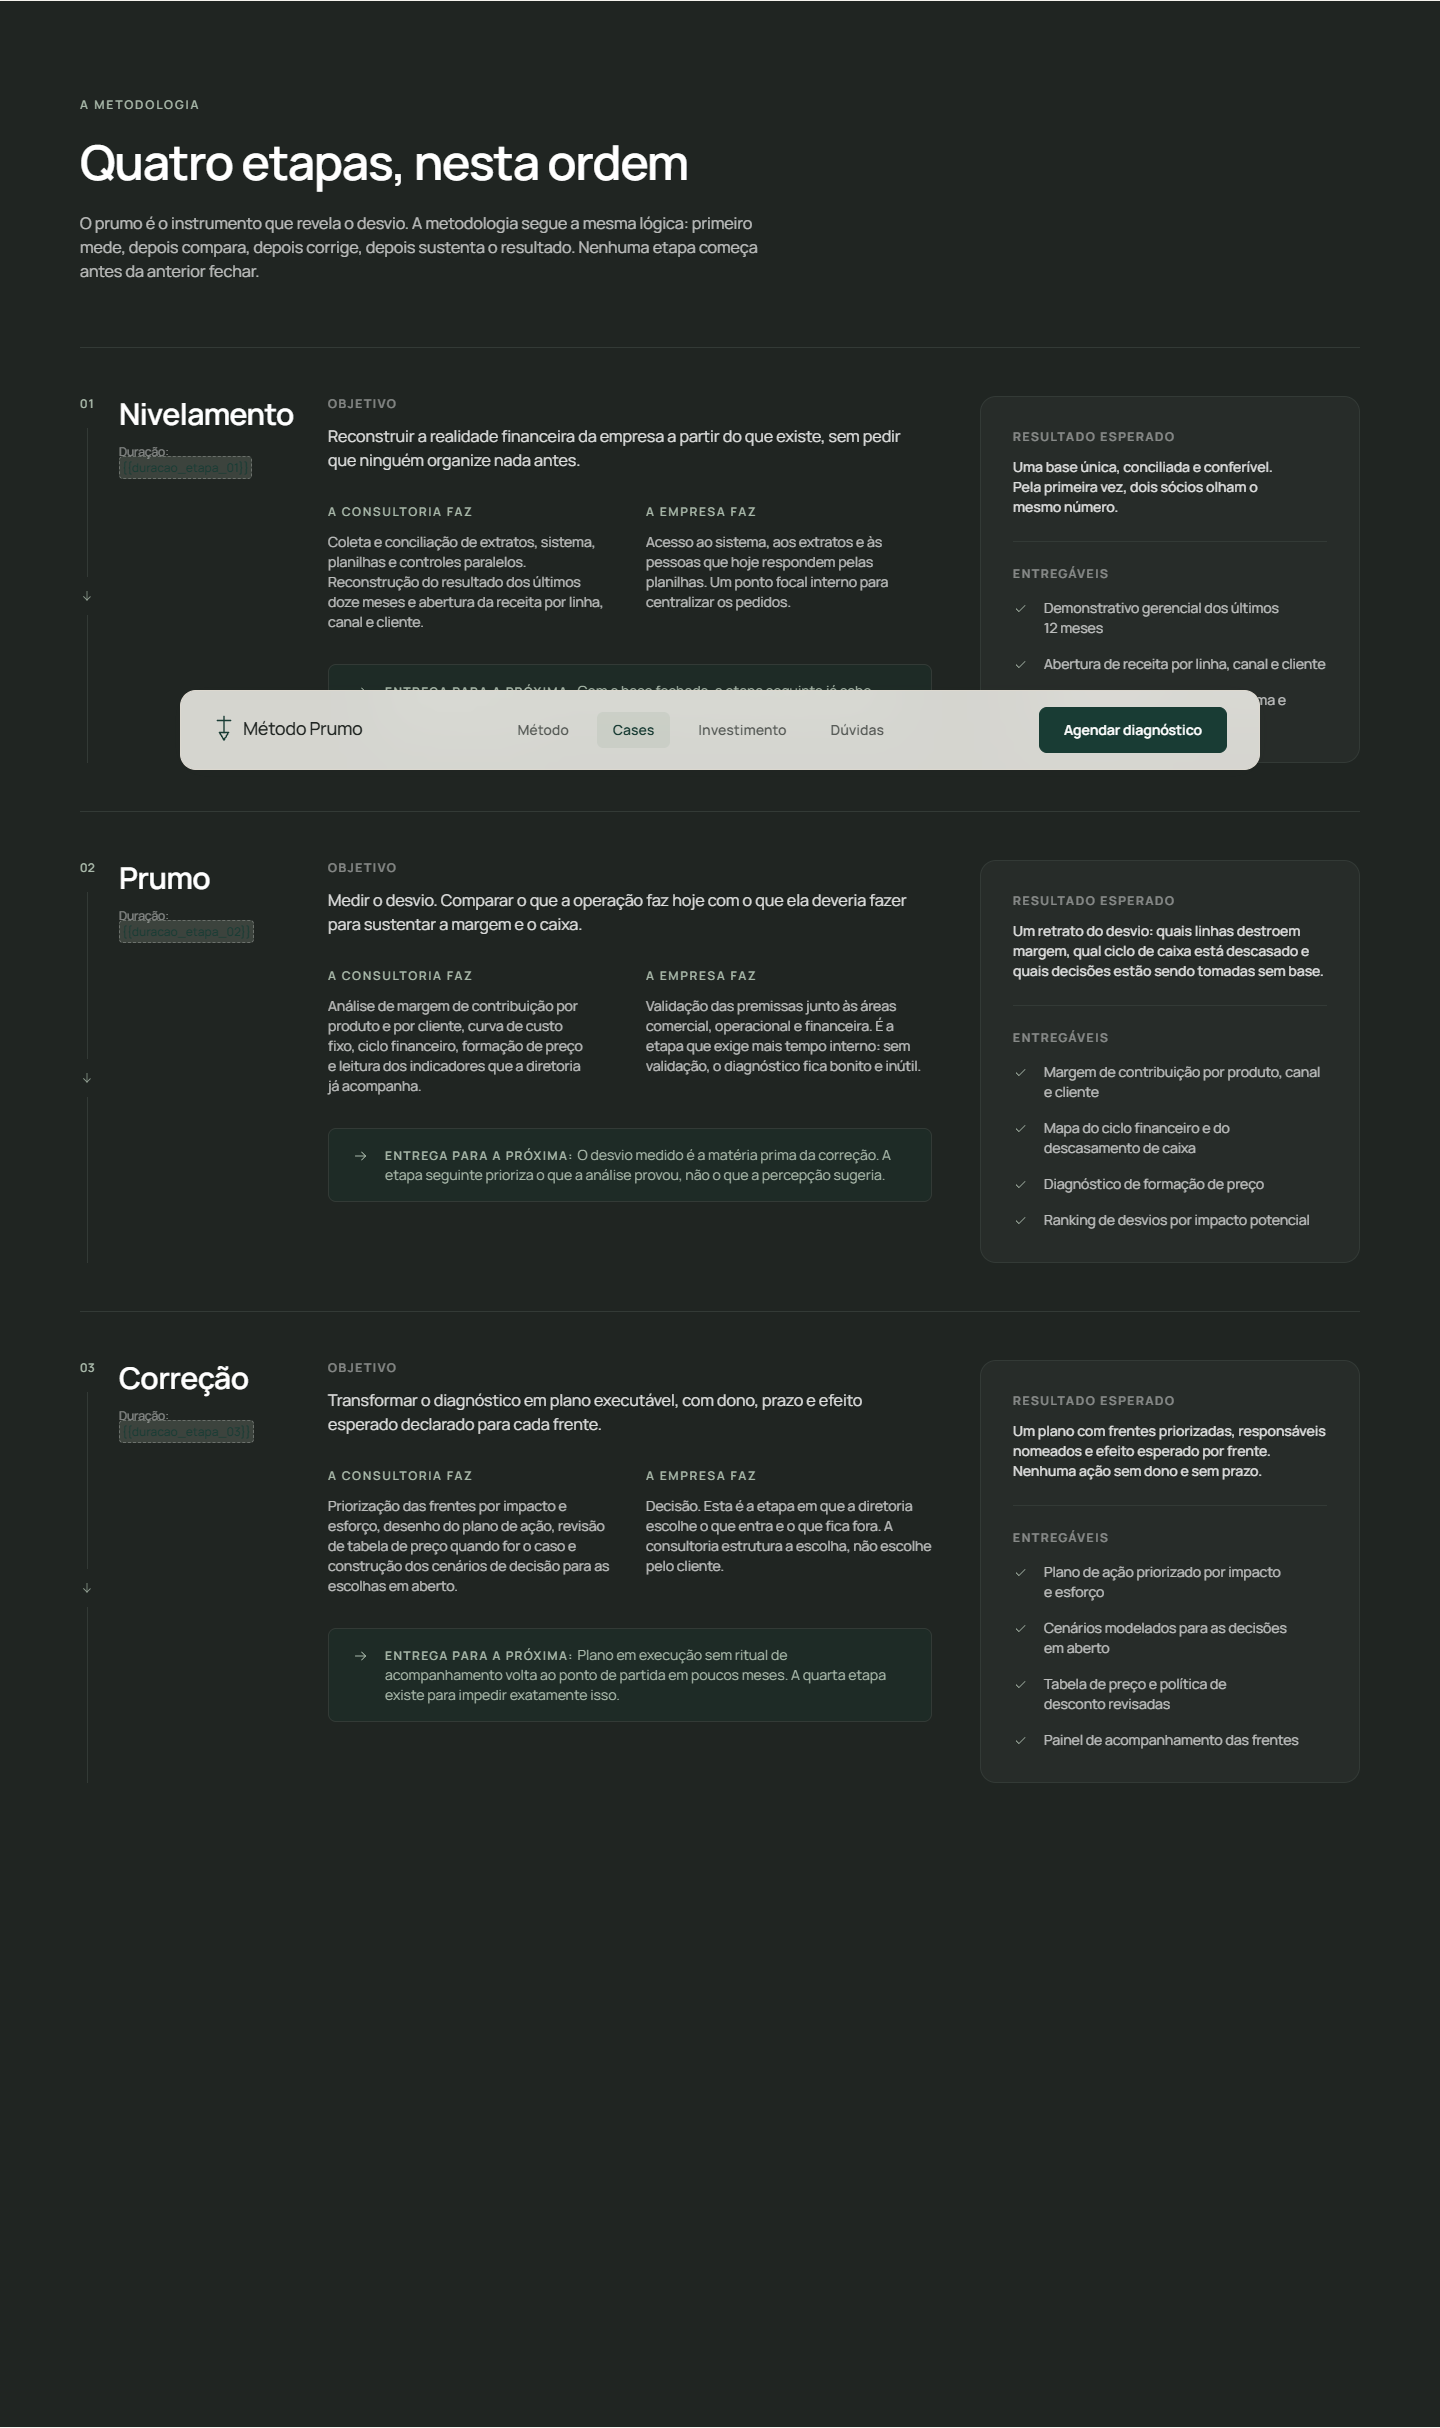 A METODOLOGIA
Quatro etapas, nesta ordem
O prumo é o instrumento que revela o desvio. A metodologia segue a mesma lógica: primeiro
mede, depois compara, depois corrige, depois sustenta o resultado. Nenhuma etapa começa
antes da anterior fechar.
01
Nivelamento
Duração:
{{duracao_etapa_01}}
OBJETIVO
Reconstruir a realidade financeira da empresa a partir do que existe, sem pedir
que ninguém organize nada antes.
A CONSULTORIA FAZ
Coleta e conciliação de extratos, sistema,
planilhas e controles paralelos.
Reconstrução do resultado dos últimos
doze meses e abertura da receita por linha,
canal e cliente.
A EMPRESA FAZ
Acesso ao sistema, aos extratos e às
pessoas que hoje respondem pelas
planilhas. Um ponto focal interno para
centralizar os pedidos.
ENTREGA PARA A PRÓXIMA: Com a base fechada, a etapa seguinte já sabe
RESULTADO ESPERADO
Uma base única, conciliada e conferível.
Pela primeira vez, dois sócios olham o
mesmo número.
ENTREGÁVEIS
Demonstrativo gerencial dos últimos
12 meses
Abertura de receita por linha, canal e cliente
e
Método Prumo
Método
Cases
Investimento
Dúvidas
Agendar diagnóstico
02
Prumo
Duração:
{{duracao_etapa_02}}
OBJETIVO
Medir o desvio. Comparar o que a operação faz hoje com o que ela deveria fazer
para sustentar a margem e o caixa.
A CONSULTORIA FAZ
Análise de margem de contribuição por
produto e por cliente, curva de custo
fixo, ciclo financeiro, formação de preço
e leitura dos indicadores que a diretoria
já acompanha.
A EMPRESA FAZ
Validação das premissas junto às áreas
comercial, operacional e financeira. É a
etapa que exige mais tempo interno: sem
validação, o diagnóstico fica bonito e inútil.
ENTREGA PARA A PRÓXIMA: O desvio medido é a matéria prima da correção. A
etapa seguinte prioriza o que a análise provou, não o que a percepção sugeria.
RESULTADO ESPERADO
Um retrato do desvio: quais linhas destroem
margem, qual ciclo de caixa está descasado e
quais decisões estão sendo tomadas sem base.
ENTREGÁVEIS
Margem de contribuição por produto, canal
e cliente
Mapa do ciclo financeiro e do
descasamento de caixa
Diagnóstico de formação de preço
Ranking de desvios por impacto potencial
03
Correção
Duração:
{{duracao_etapa_03}}
OBJETIVO
Transformar o diagnóstico em plano executável, com dono, prazo e efeito
esperado declarado para cada frente.
A CONSULTORIA FAZ
Priorização das frentes por impacto e
esforço, desenho do plano de ação, revisão
de tabela de preço quando for o caso e
construção dos cenários de decisão para as
escolhas em aberto.
A EMPRESA FAZ
Decisão. Esta é a etapa em que a diretoria
escolhe o que entra e o que fica fora. A
consultoria estrutura a escolha, não escolhe
pelo cliente.
ENTREGA PARA A PRÓXIMA: Plano em execução sem ritual de
acompanhamento volta ao ponto de partida em poucos meses. A quarta etapa
existe para impedir exatamente isso.
RESULTADO ESPERADO
Um plano com frentes priorizadas, responsáveis
nomeados e efeito esperado por frente.
Nenhuma ação sem dono e sem prazo.
ENTREGÁVEIS
Plano de ação priorizado por impacto
e esforço
Cenários modelados para as decisões
em aberto
Tabela de preço e política de
desconto revisadas
Painel de acompanhamento das frentes